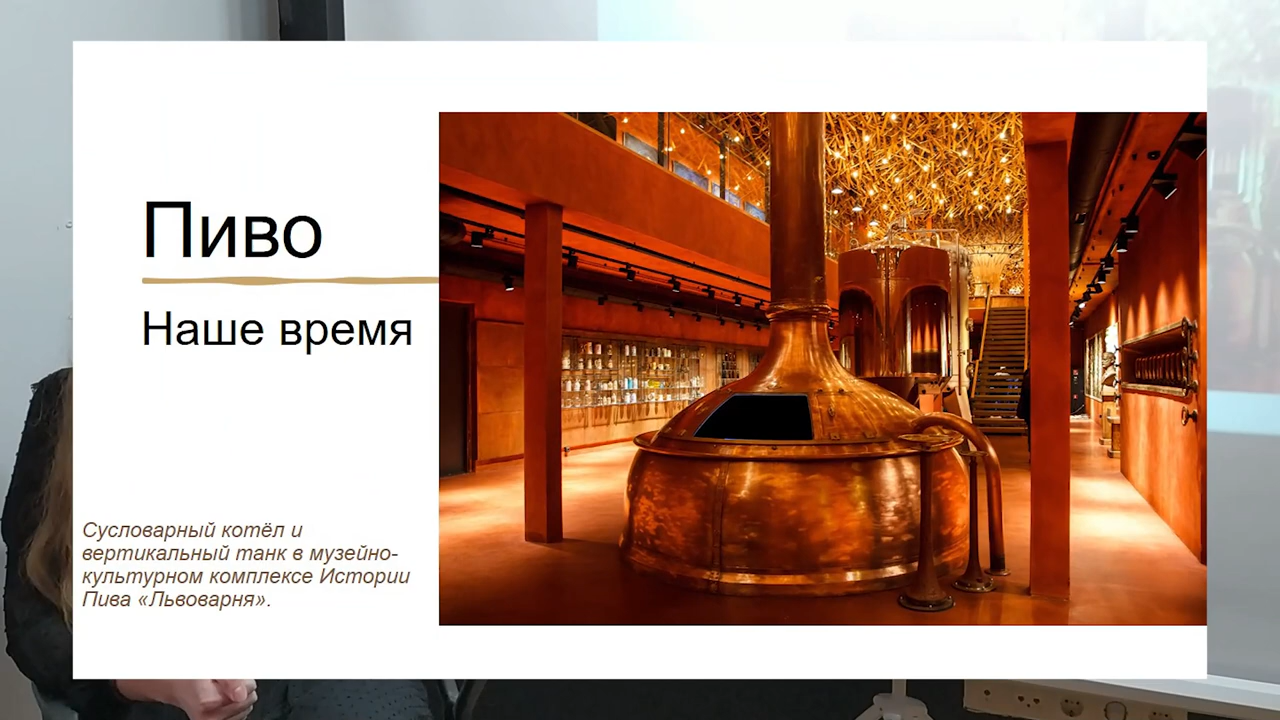 Пиво
Наше время
Сусловарный котёл и
вертикальный танк в музейно-
культурном комплексе Истории
Пива «Львоварня».